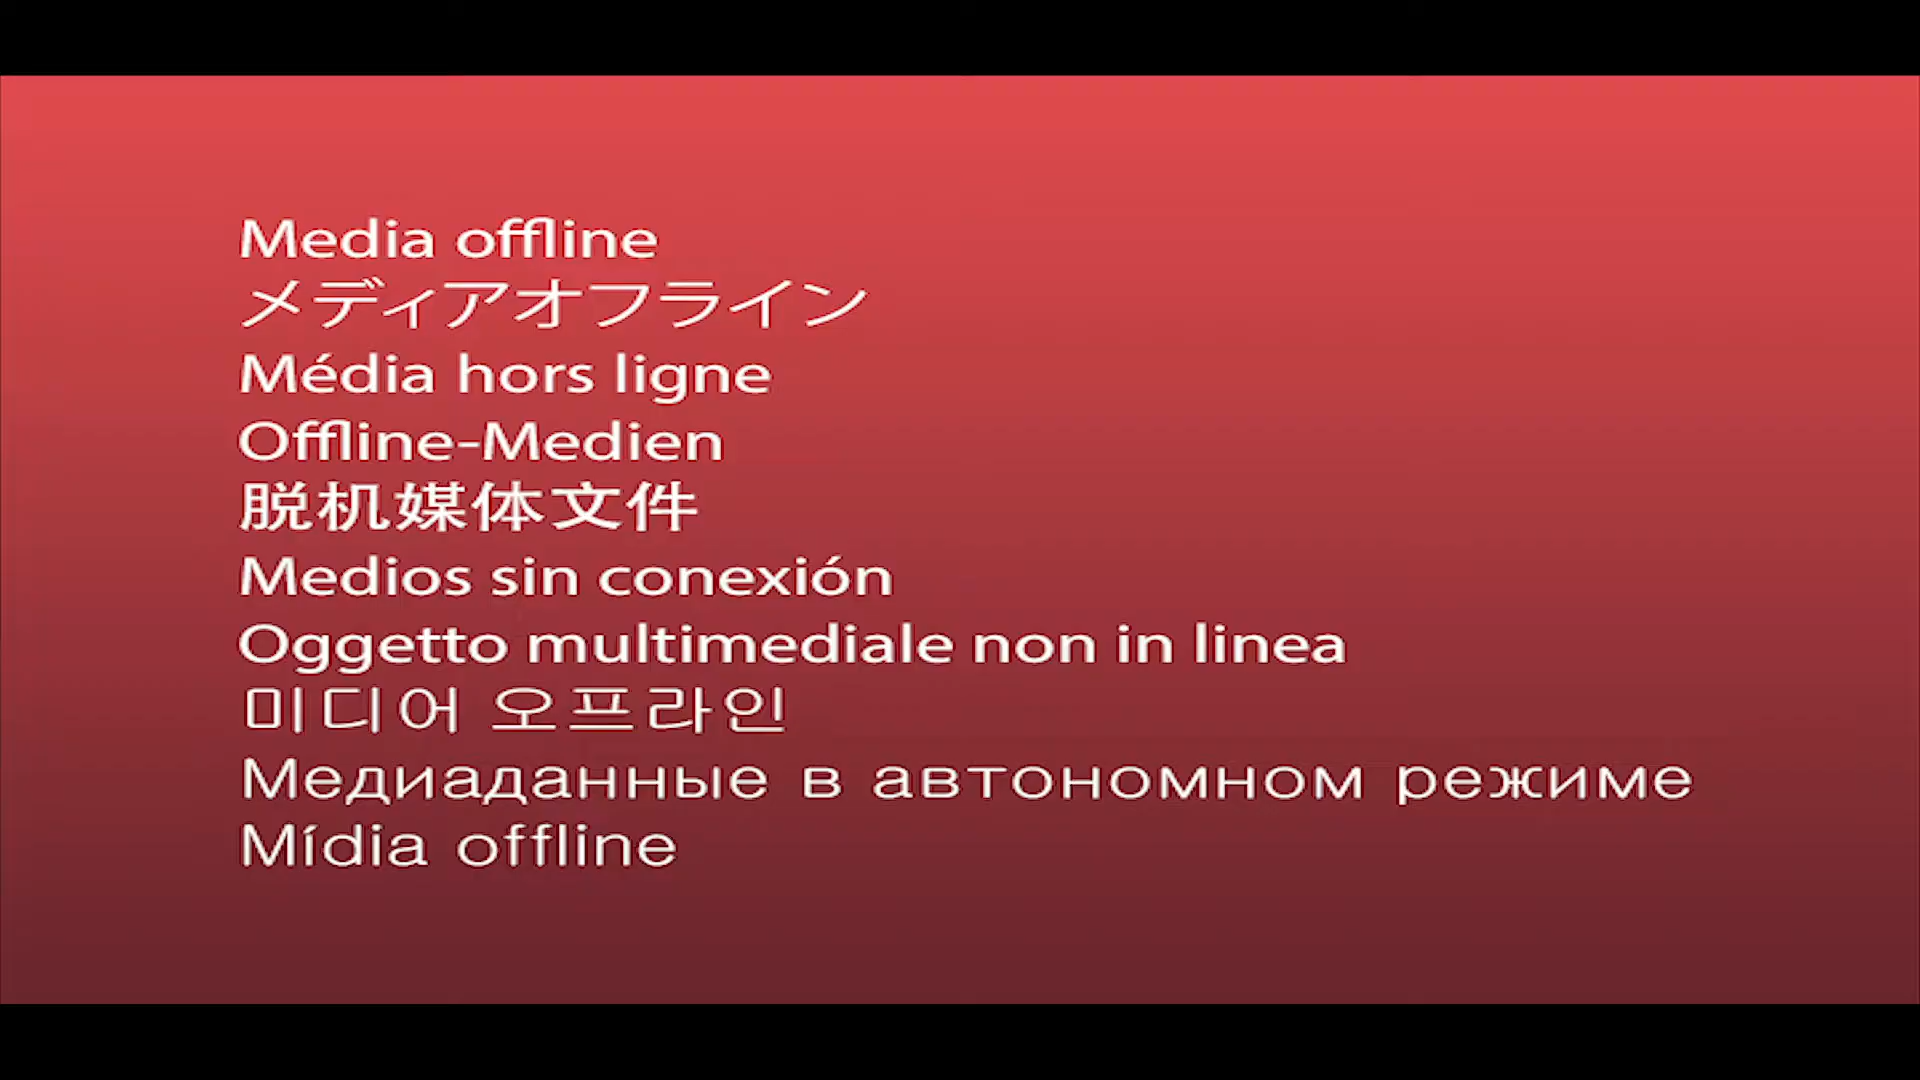 Media offline
メディアオフライン
Média hors ligne
Offline-Medien
脱机媒体文件
Medios sin conexión
Oggetto multimediale non in linea
미디어 오프라인
Медиаданные в автономном режиме
Mídia offline